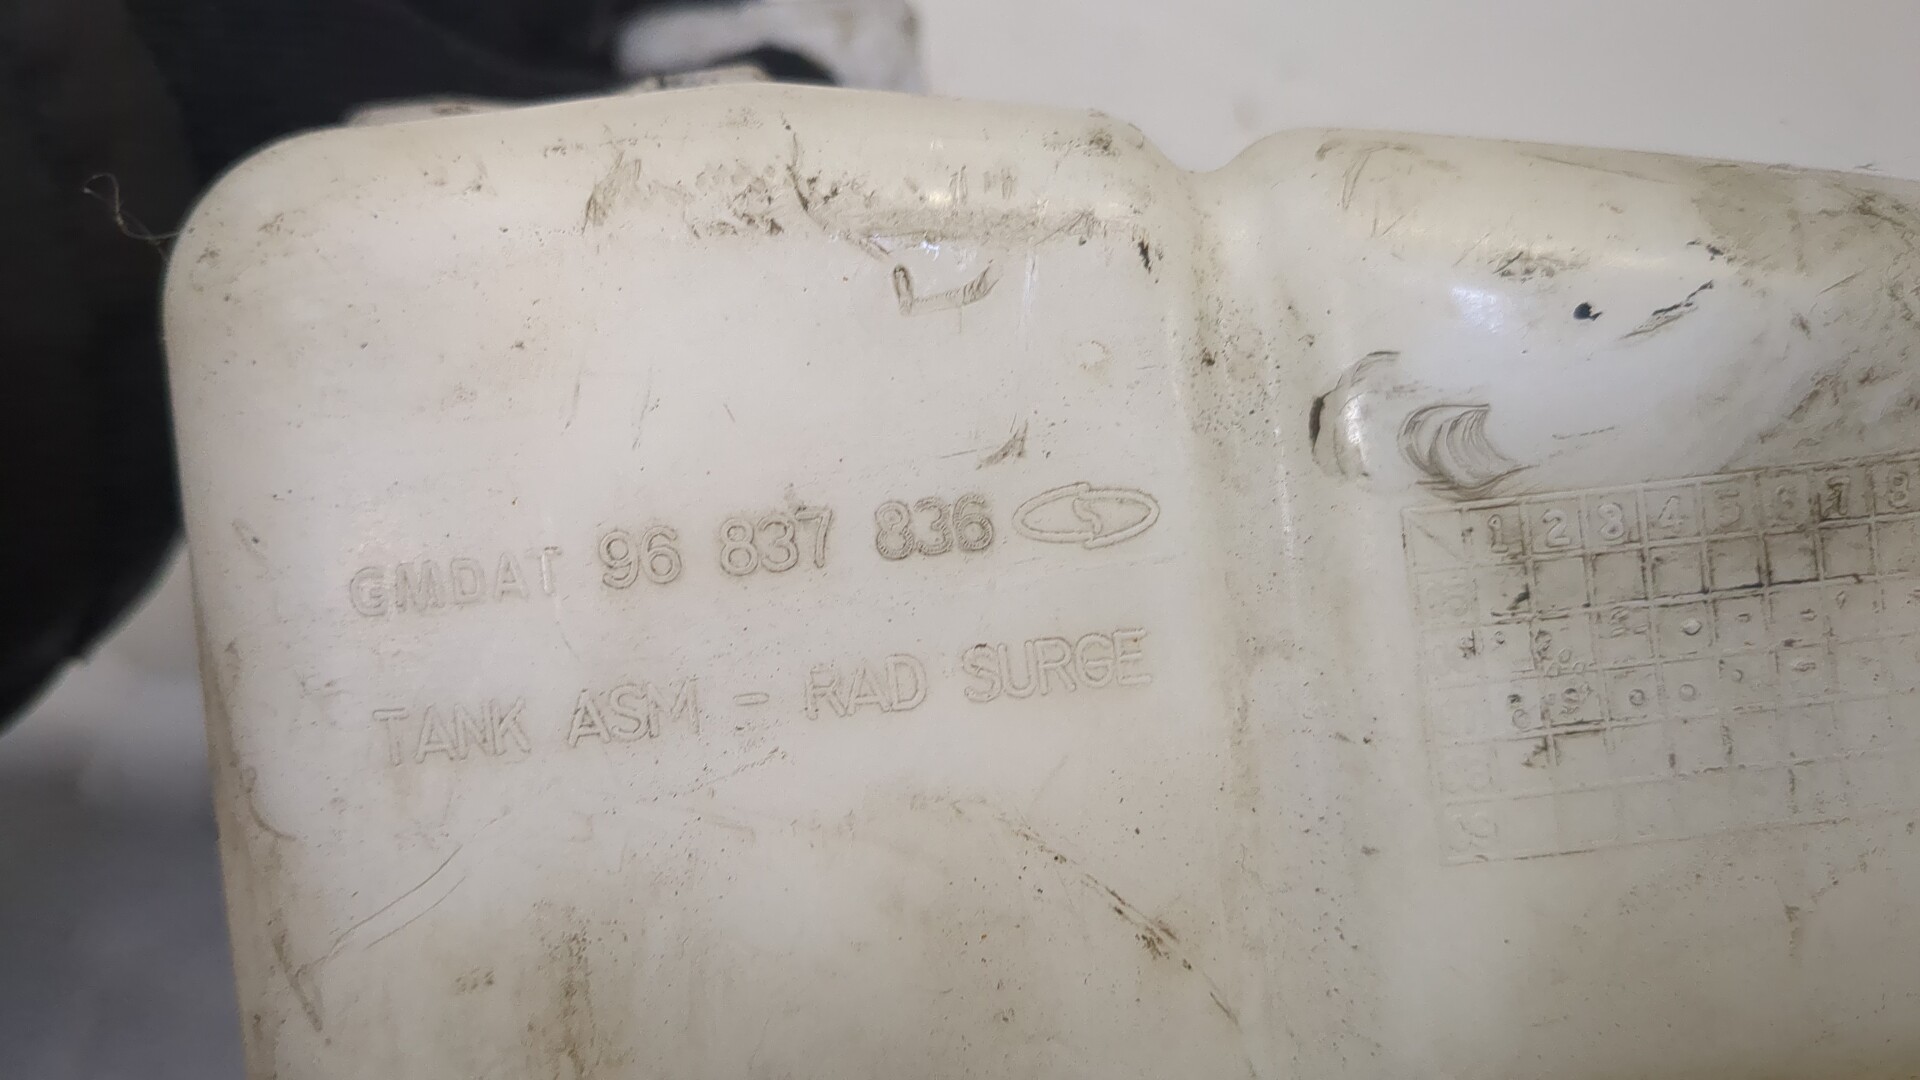 GMDAT 96 837 836
TANK ASM - RAD SURGE
1 2 3 4 5 6 7 8